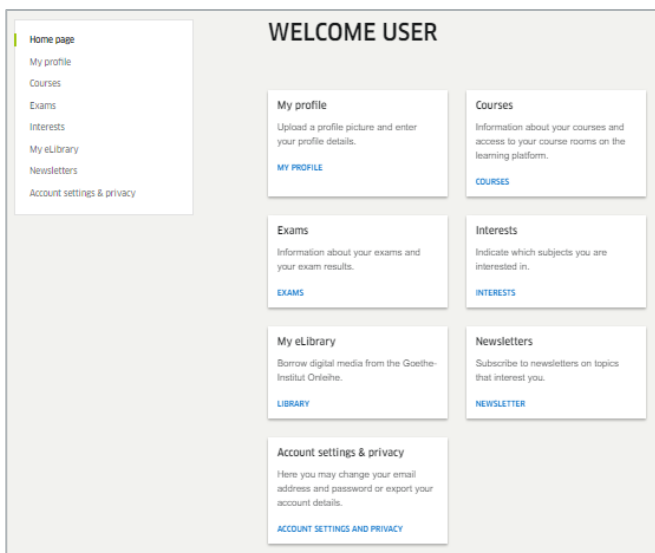 Home page
My profile
Courses
Exams
Interests
My eLibrary
Newsletters
Account settings & privacy
WELCOME USER
My profile
Upload a profile picture and enter
your profile details.
MY PROFILE
Courses
Information about your courses and
access to your course rooms on the
learning platform.
COURSES
Exams
Information about your exams and
your exam results.
EXAMS
Interests
Indicate which subjects you are
interested in.
INTERESTS
My eLibrary
Borrow digital media from the Goethe-
Institut Onleihe.
LIBRARY
Newsletters
Subscribe to newsletters on topics
that interest you.
NEWSLETTER
Account settings & privacy
Here you may change your email
address and password or export your
account details.
ACCOUNT SETTINGS AND PRIVACY